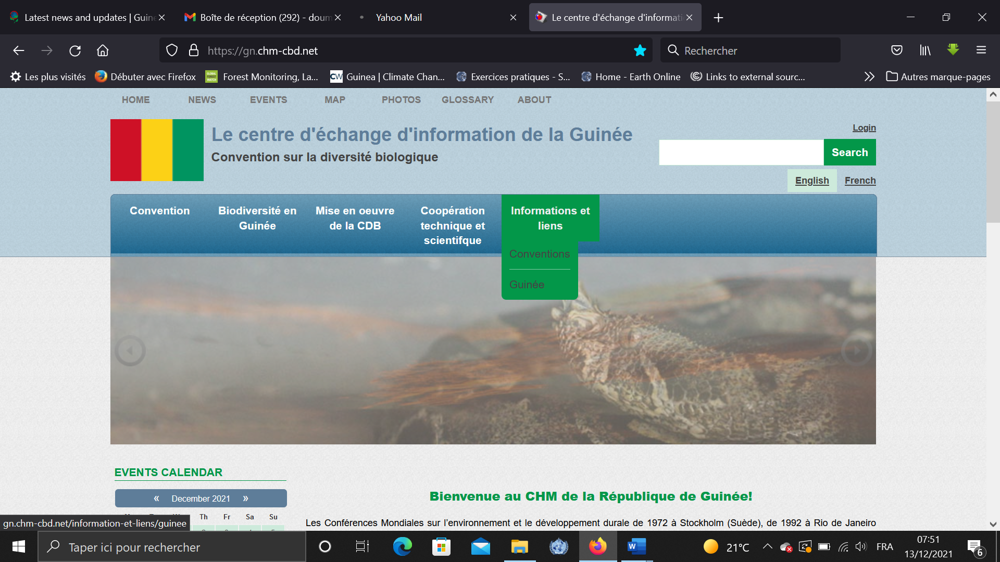 Latest news and updates | Guine
Boîte de réception (292) - doum
Yahoo Mail
Le centre d'échange d'informati
https://gn.chm-cbd.net
Rechercher
Les plus visités
Débuter avec Firefox
GLOBAL FOREST WATCH
Forest Monitoring, La...
CW
Guinea | Climate Chan...
Exercices pratiques - S...
Home - Earth Online
Links to external sourc...
Autres marque-pages
HOME NEWS EVENTS MAP PHOTOS GLOSSARY ABOUT
Le centre d'échange d'information de la Guinée
Convention sur la diversité biologique
Login
Search
English French
Convention
Biodiversité en
Guinée
Mise en oeuvre
de la CDB
Coopération
technique et
scientifque
Informations et
liens
Conventions
Guinée
EVENTS CALENDAR
« December 2021 »
Th Fr Sa Su
Bienvenue au CHM de la République de Guinée!
Les Conférences Mondiales sur l'environnement et le développement durale de 1972 à Stockholm (Suède), de 1992 à Rio de Janeiro
gn.chm-cbd.net/information-et-liens/guinee
Taper ici pour rechercher
W
21°C
FRA
07:51
13/12/2021
6